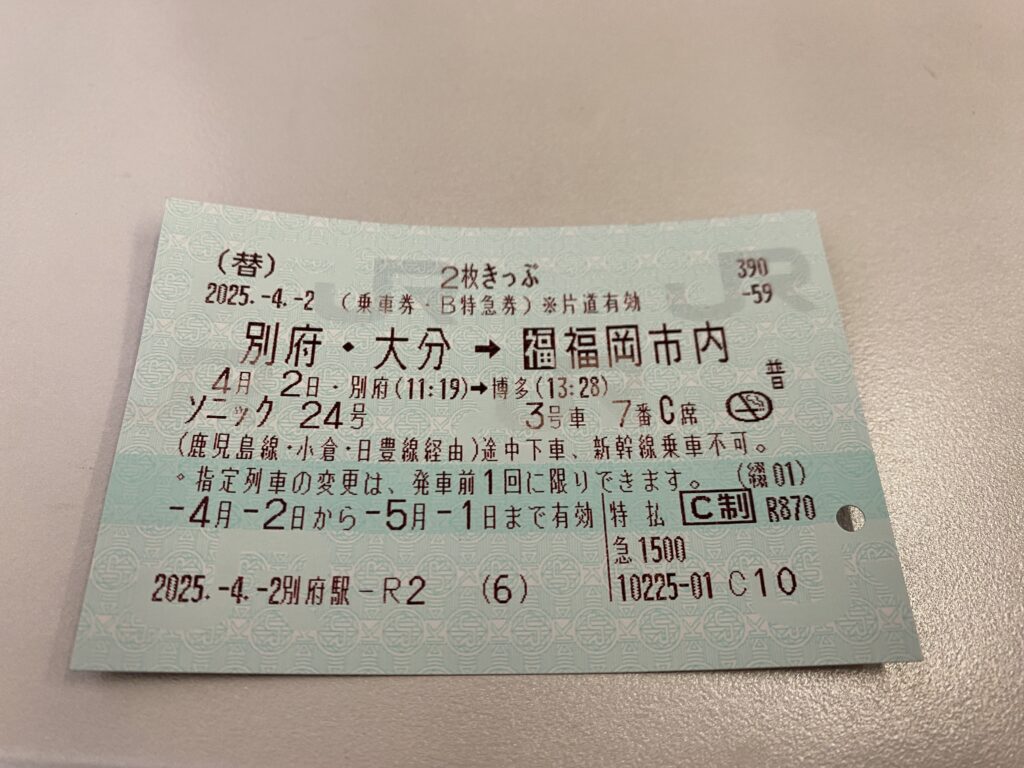 (替)
2枚きっぷ
390
2025.-4.-2 (乗車券・B特急券)※片道有効 -59
別府・大分 → 福福岡市内
4月 2日・別府(11:19)→博多(13:28) 普
ソニック 24号 3号車 7番C席
(鹿児島線・小倉・日豊線経由)途中下車、新幹線乗車不可。
。指定列車の変更は、発車前1回に限りできます。 (01)
-4月-2日から-5月-1日まで有効 特 払 C制 R870
急1500
2025.-4.-2別府駅-R2 (6) 10225-01 C10
JR
JR